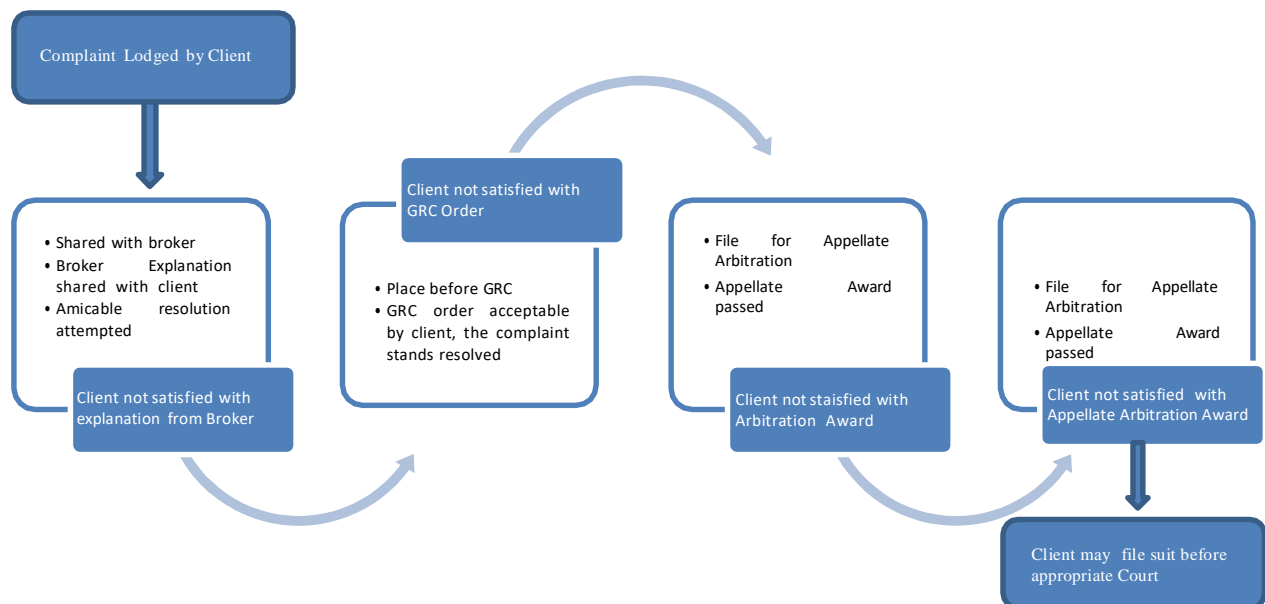 Complaint Lodged by Client
• Shared with broker
• Broker Explanation
shared with client
• Amicable resolution
attempted
Client not satisfied with
explanation from Broker
Client not satisfied with
GRC Order
• Place before GRC
• GRC order acceptable
by client, the complaint
stands resolved
• File for Appellate
Arbitration
• Appellate Award
passed
Client not staisfied with
Arbitration Award
• File for Appellate
Arbitration
• Appellate Award
passed
Client not satisfied with
Appellate Arbitration Award
Client may file suit before
appropriate Court